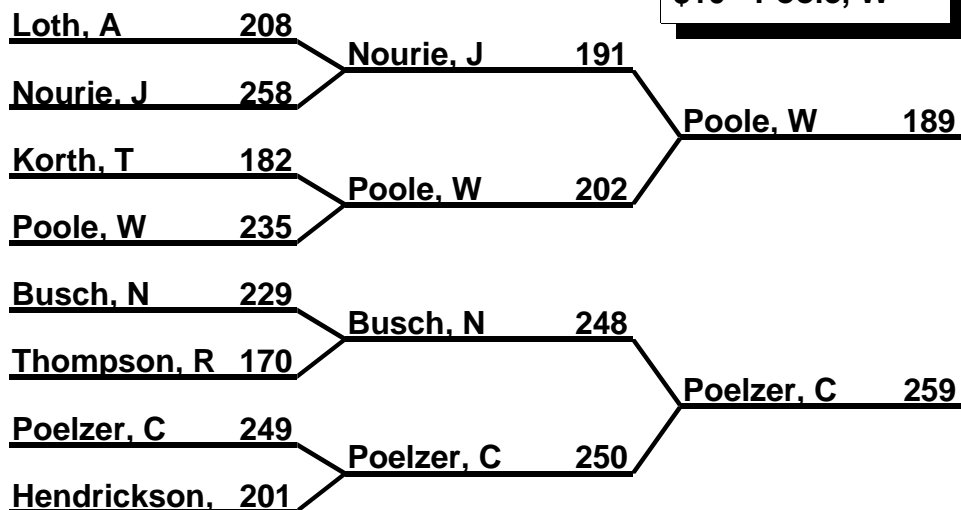 Loth, A 208
Nourie, J 258
Korth, T 182
Poole, W 235
Busch, N 229
Thompson, R 170
Poelzer, C 249
Hendrickson, 201
Nourie, J 191
Poole, W 202
Busch, N 248
Poelzer, C 250
Poole, W 189
Poelzer, C 259